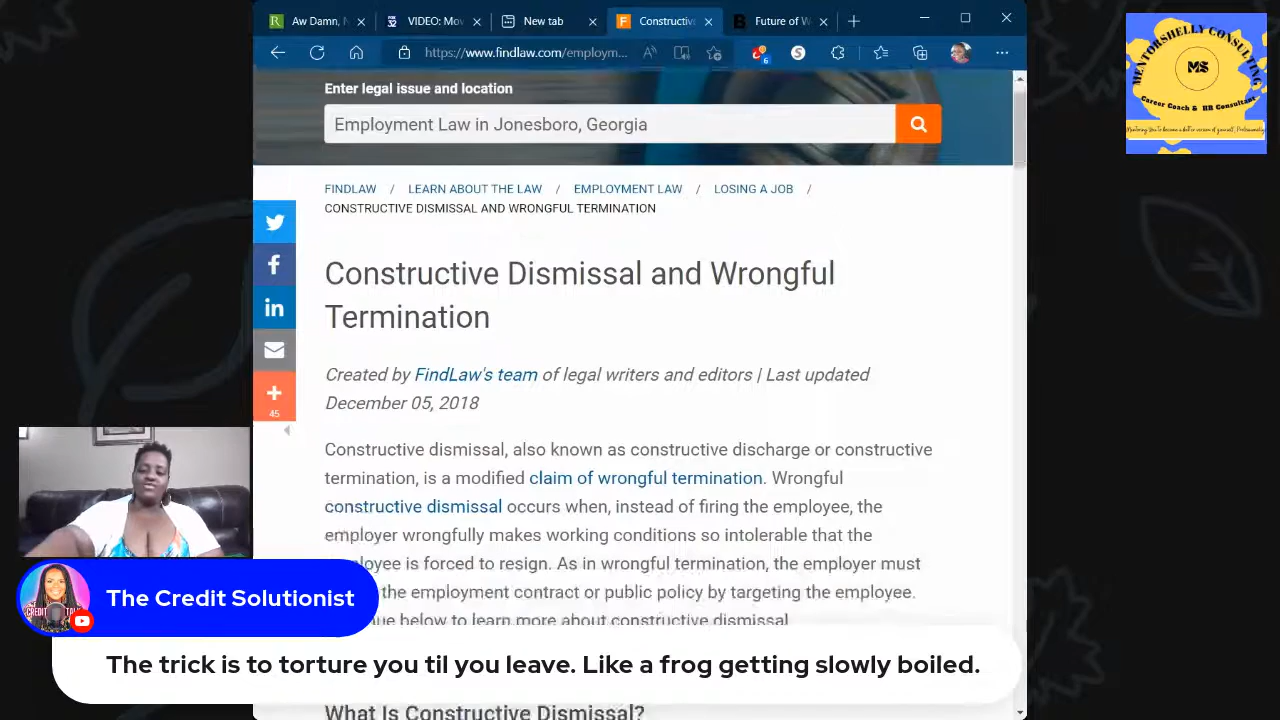 Aw Damn, N
VIDEO: Mov
New tab
Constructiv
Future of W
https://www.findlaw.com/employm...
6
Enter legal issue and location
Employment Law in Jonesboro, Georgia
FINDLAW / LEARN ABOUT THE LAW / EMPLOYMENT LAW / LOSING A JOB /
CONSTRUCTIVE DISMISSAL AND WRONGFUL TERMINATION
45
Constructive Dismissal and Wrongful
Termination
Created by FindLaw's team of legal writers and editors | Last updated
December 05, 2018
Constructive dismissal, also known as constructive discharge or constructive
termination, is a modified claim of wrongful termination. Wrongful
constructive dismissal occurs when, instead of firing the employee, the
employer wrongfully makes working conditions so intolerable that the
ployee is forced to resign. As in wrongful termination, the employer must
the employment contract or public policy by targeting the employee.
ue below to learn more about constructive dismissal
What Is Constructive Dismissal?
MENTORSHELLY CONSULTING
MS
Career Coach & HR Consultant
The Credit Solutionist
The trick is to torture you til you leave. Like a frog getting slowly boiled.